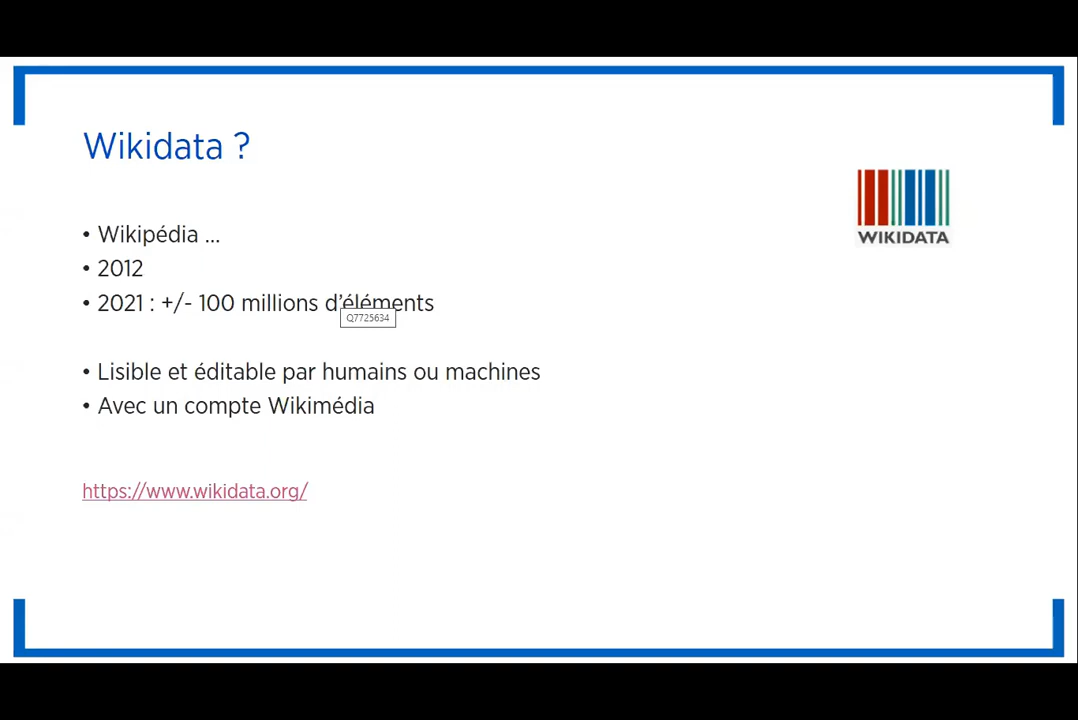 Wikidata ?
WIKIDATA
• Wikipédia ...
• 2012
• 2021 : +/- 100 millions d’éléments
Q7725634
• Lisible et éditable par humains ou machines
• Avec un compte Wikimédia
https://www.wikidata.org/